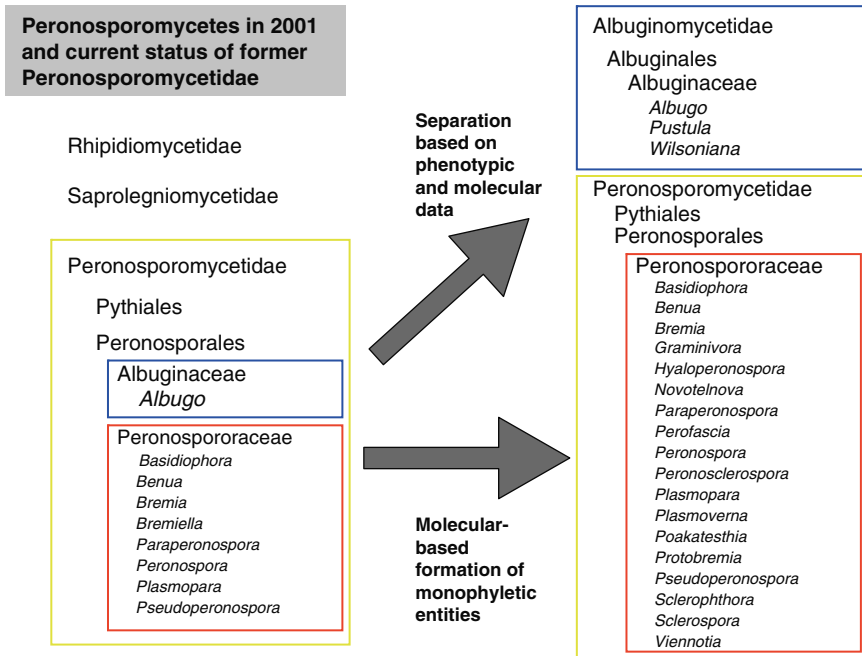 Peronosporomycetes in 2001
and current status of former
Peronosporomycetidae
Rhipidiomycetidae
Saprolegniomycetidae
Peronosporomycetidae
Pythiales
Peronosporales
Albuginaceae
Albugo
Peronospororaceae
Basidiophora
Benua
Bremia
Bremiella
Paraperonospora
Peronospora
Plasmopara
Pseudoperonospora
Separation
based on
phenotypic
and molecular
data
Molecular-
based
formation of
monophyletic
entities
Albuginomycetidae
Albuginales
Albuginaceae
Albugo
Pustula
Wilsoniana
Peronosporomycetidae
Pythiales
Peronosporales
Peronospororaceae
Basidiophora
Benua
Bremia
Graminivora
Hyaloperonospora
Novotelnova
Paraperonospora
Perofascia
Peronospora
Peronosclerospora
Plasmopara
Plasmoverna
Poakatesthia
Protobremia
Pseudoperonospora
Sclerophthora
Sclerospora
Viennotia